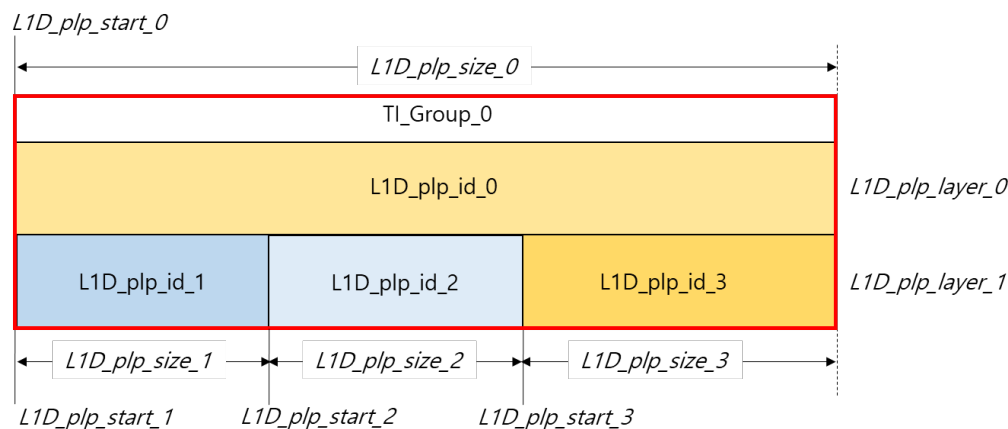 L1D_plp_start_0
L1D_plp_size_0
TI_Group_0
L1D_plp_id_0
L1D_plp_layer_0
L1D_plp_id_1
L1D_plp_id_2
L1D_plp_id_3
L1D_plp_layer_1
L1D_plp_size_1
L1D_plp_size_2
L1D_plp_size_3
L1D_plp_start_1
L1D_plp_start_2
L1D_plp_start_3